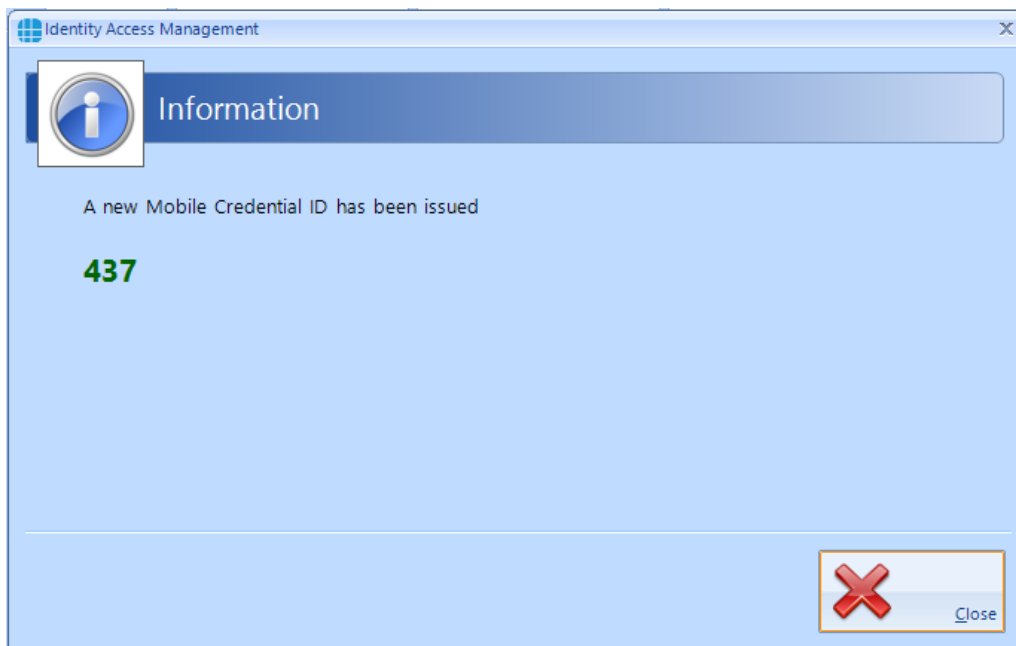 Identity Access Management
Information
A new Mobile Credential ID has been issued
437
Close